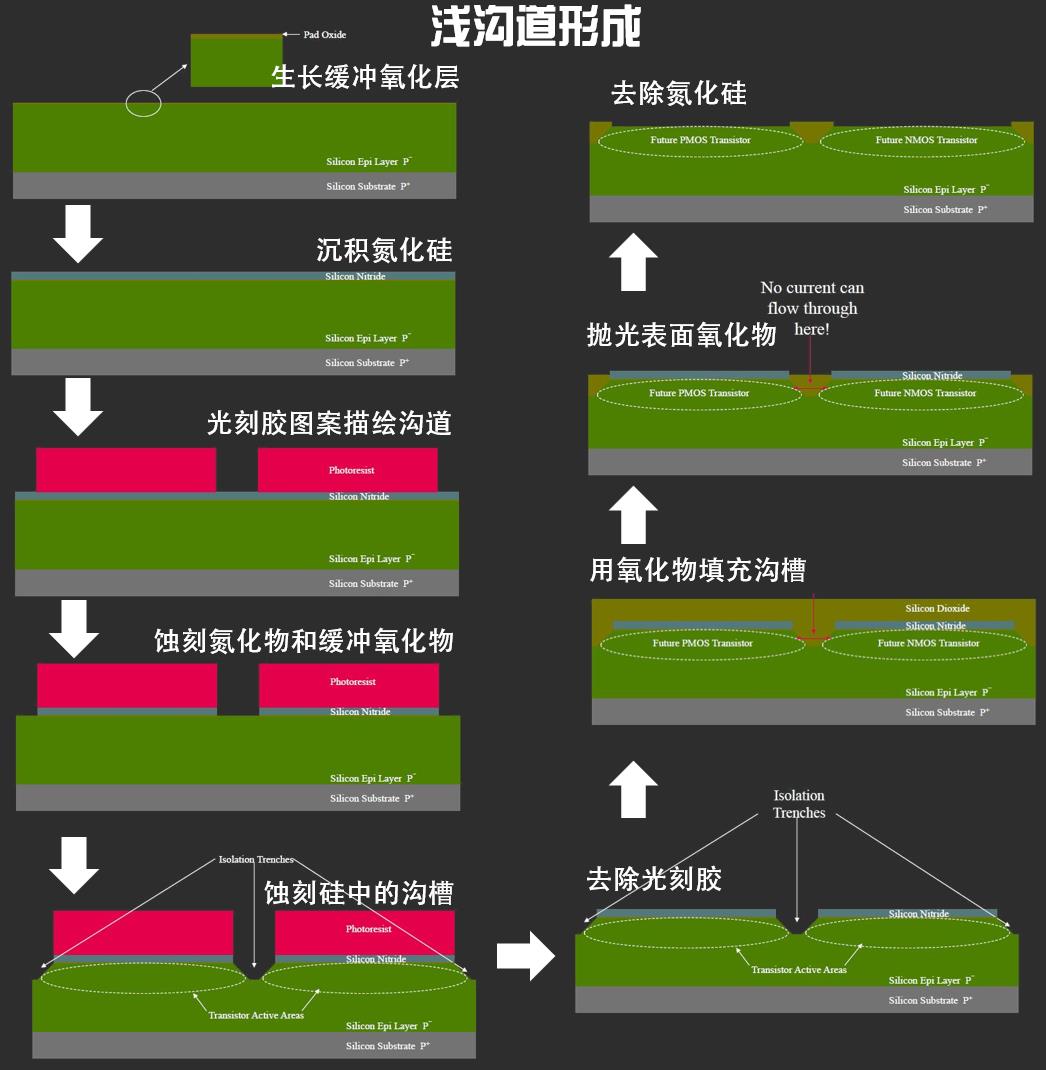 浅沟道形成
Pad Oxide
生长缓冲氧化层
Silicon Epi Layer P⁻
Silicon Substrate P⁺
沉积氮化硅
Silicon Nitride
Silicon Epi Layer P⁻
Silicon Substrate P⁺
光刻胶图案描绘沟道
Photoresist
Silicon Nitride
Silicon Epi Layer P⁻
Silicon Substrate P⁺
蚀刻氮化物和缓冲氧化物
Photoresist
Silicon Nitride
Silicon Epi Layer P⁻
Silicon Substrate P⁺
Isolation Trenches
蚀刻硅中的沟槽
Photoresist
Silicon Nitride
Transistor Active Areas
Silicon Epi Layer P⁻
Silicon Substrate P⁺
Isolation
Trenches
去除光刻胶
Silicon Nitride
Transistor Active Areas
Silicon Epi Layer P⁻
Silicon Substrate P⁺
用氧化物填充沟槽
Silicon Dioxide
Silicon Nitride
Future PMOS Transistor
Future NMOS Transistor
Silicon Epi Layer P⁻
Silicon Substrate P⁺
No current can
flow through
here!
抛光表面氧化物
Silicon Nitride
Future PMOS Transistor
Future NMOS Transistor
Silicon Epi Layer P⁻
Silicon Substrate P⁺
去除氮化硅
Future PMOS Transistor
Future NMOS Transistor
Silicon Epi Layer P⁻
Silicon Substrate P⁺